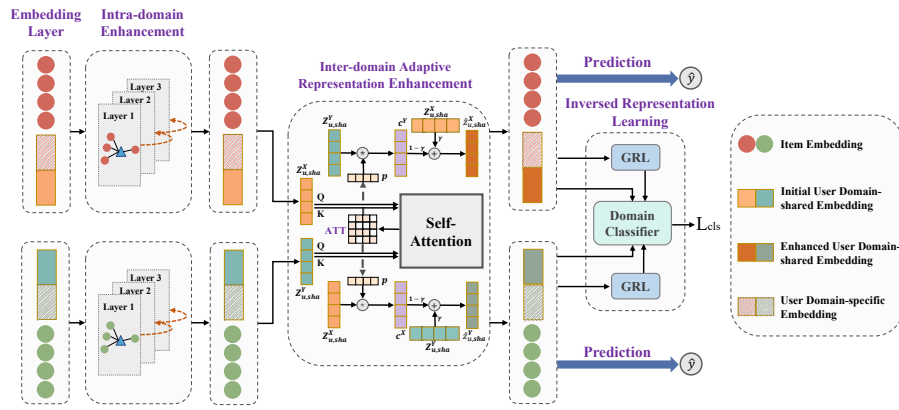 Embedding
Layer
Intra-domain
Enhancement
Layer 3
Layer 2
Layer 1
Layer 3
Layer 2
Layer 1
Inter-domain Adaptive
Representation Enhancement
Z^Y_{u,sha}
c^Y
Z^X_{u,sha}
ẑ^X_{u,sha}
γ
1 − γ
*
+
p
Z^X_{u,sha}
Q
K
ATT
Self-
Attention
Q
K
Z^Y_{u,sha}
p
1 − γ
*
+
γ
Z^X_{u,sha}
c^X
Z^Y_{u,sha}
ẑ^Y_{u,sha}
Prediction
ŷ
Inversed Representation
Learning
GRL
Domain
Classifier
L_{cls}
GRL
Prediction
ŷ
Item Embedding
Initial User Domain-
shared Embedding
Enhanced User Domain-
shared Embedding
User Domain-specific
Embedding